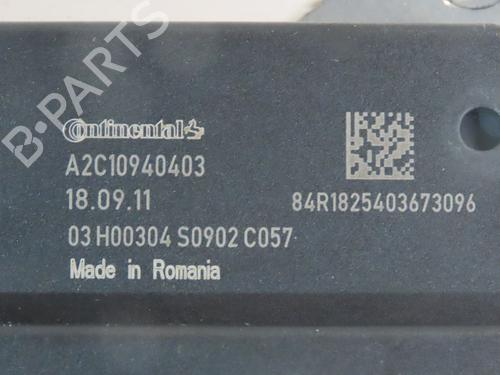 B-PARTS
Continental
A2C10940403
18.09.11
84R1825403673096
03 H00304 S0902 C057
Made in Romania